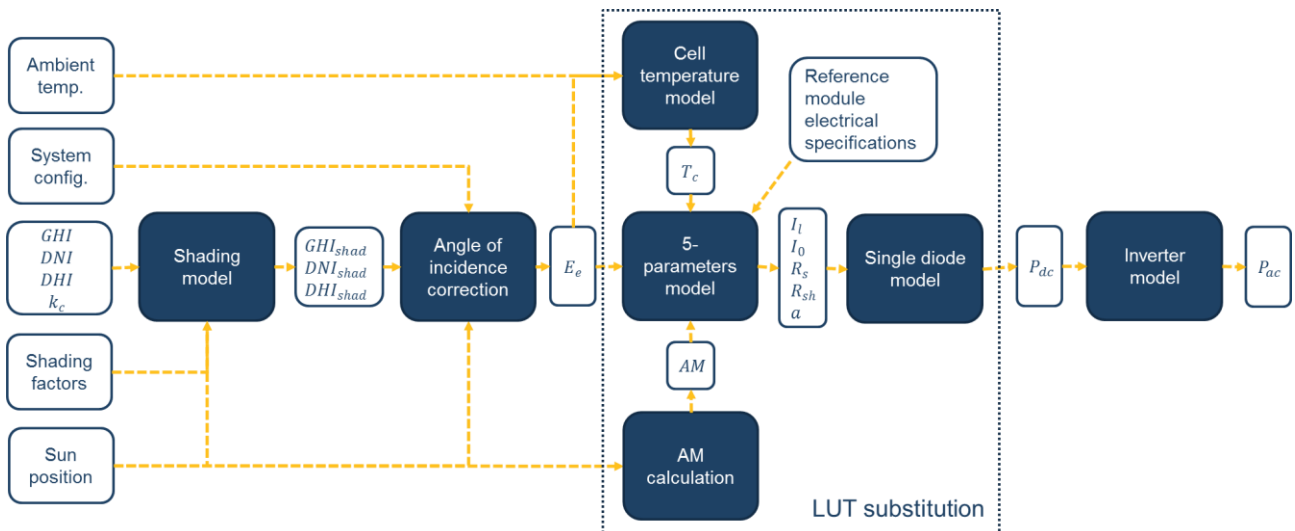 Ambient
temp.
System
config.
GHI
DNI
DHI
k_c
Shading
factors
Sun
position
Shading
model
GHI_shad
DNI_shad
DHI_shad
Angle of
incidence
correction
E_e
Cell
temperature
model
T_c
Reference
module
electrical
specifications
5-
parameters
model
AM
AM
calculation
I_l
I_0
R_s
R_sh
a
Single diode
model
LUT substitution
P_dc
Inverter
model
P_ac